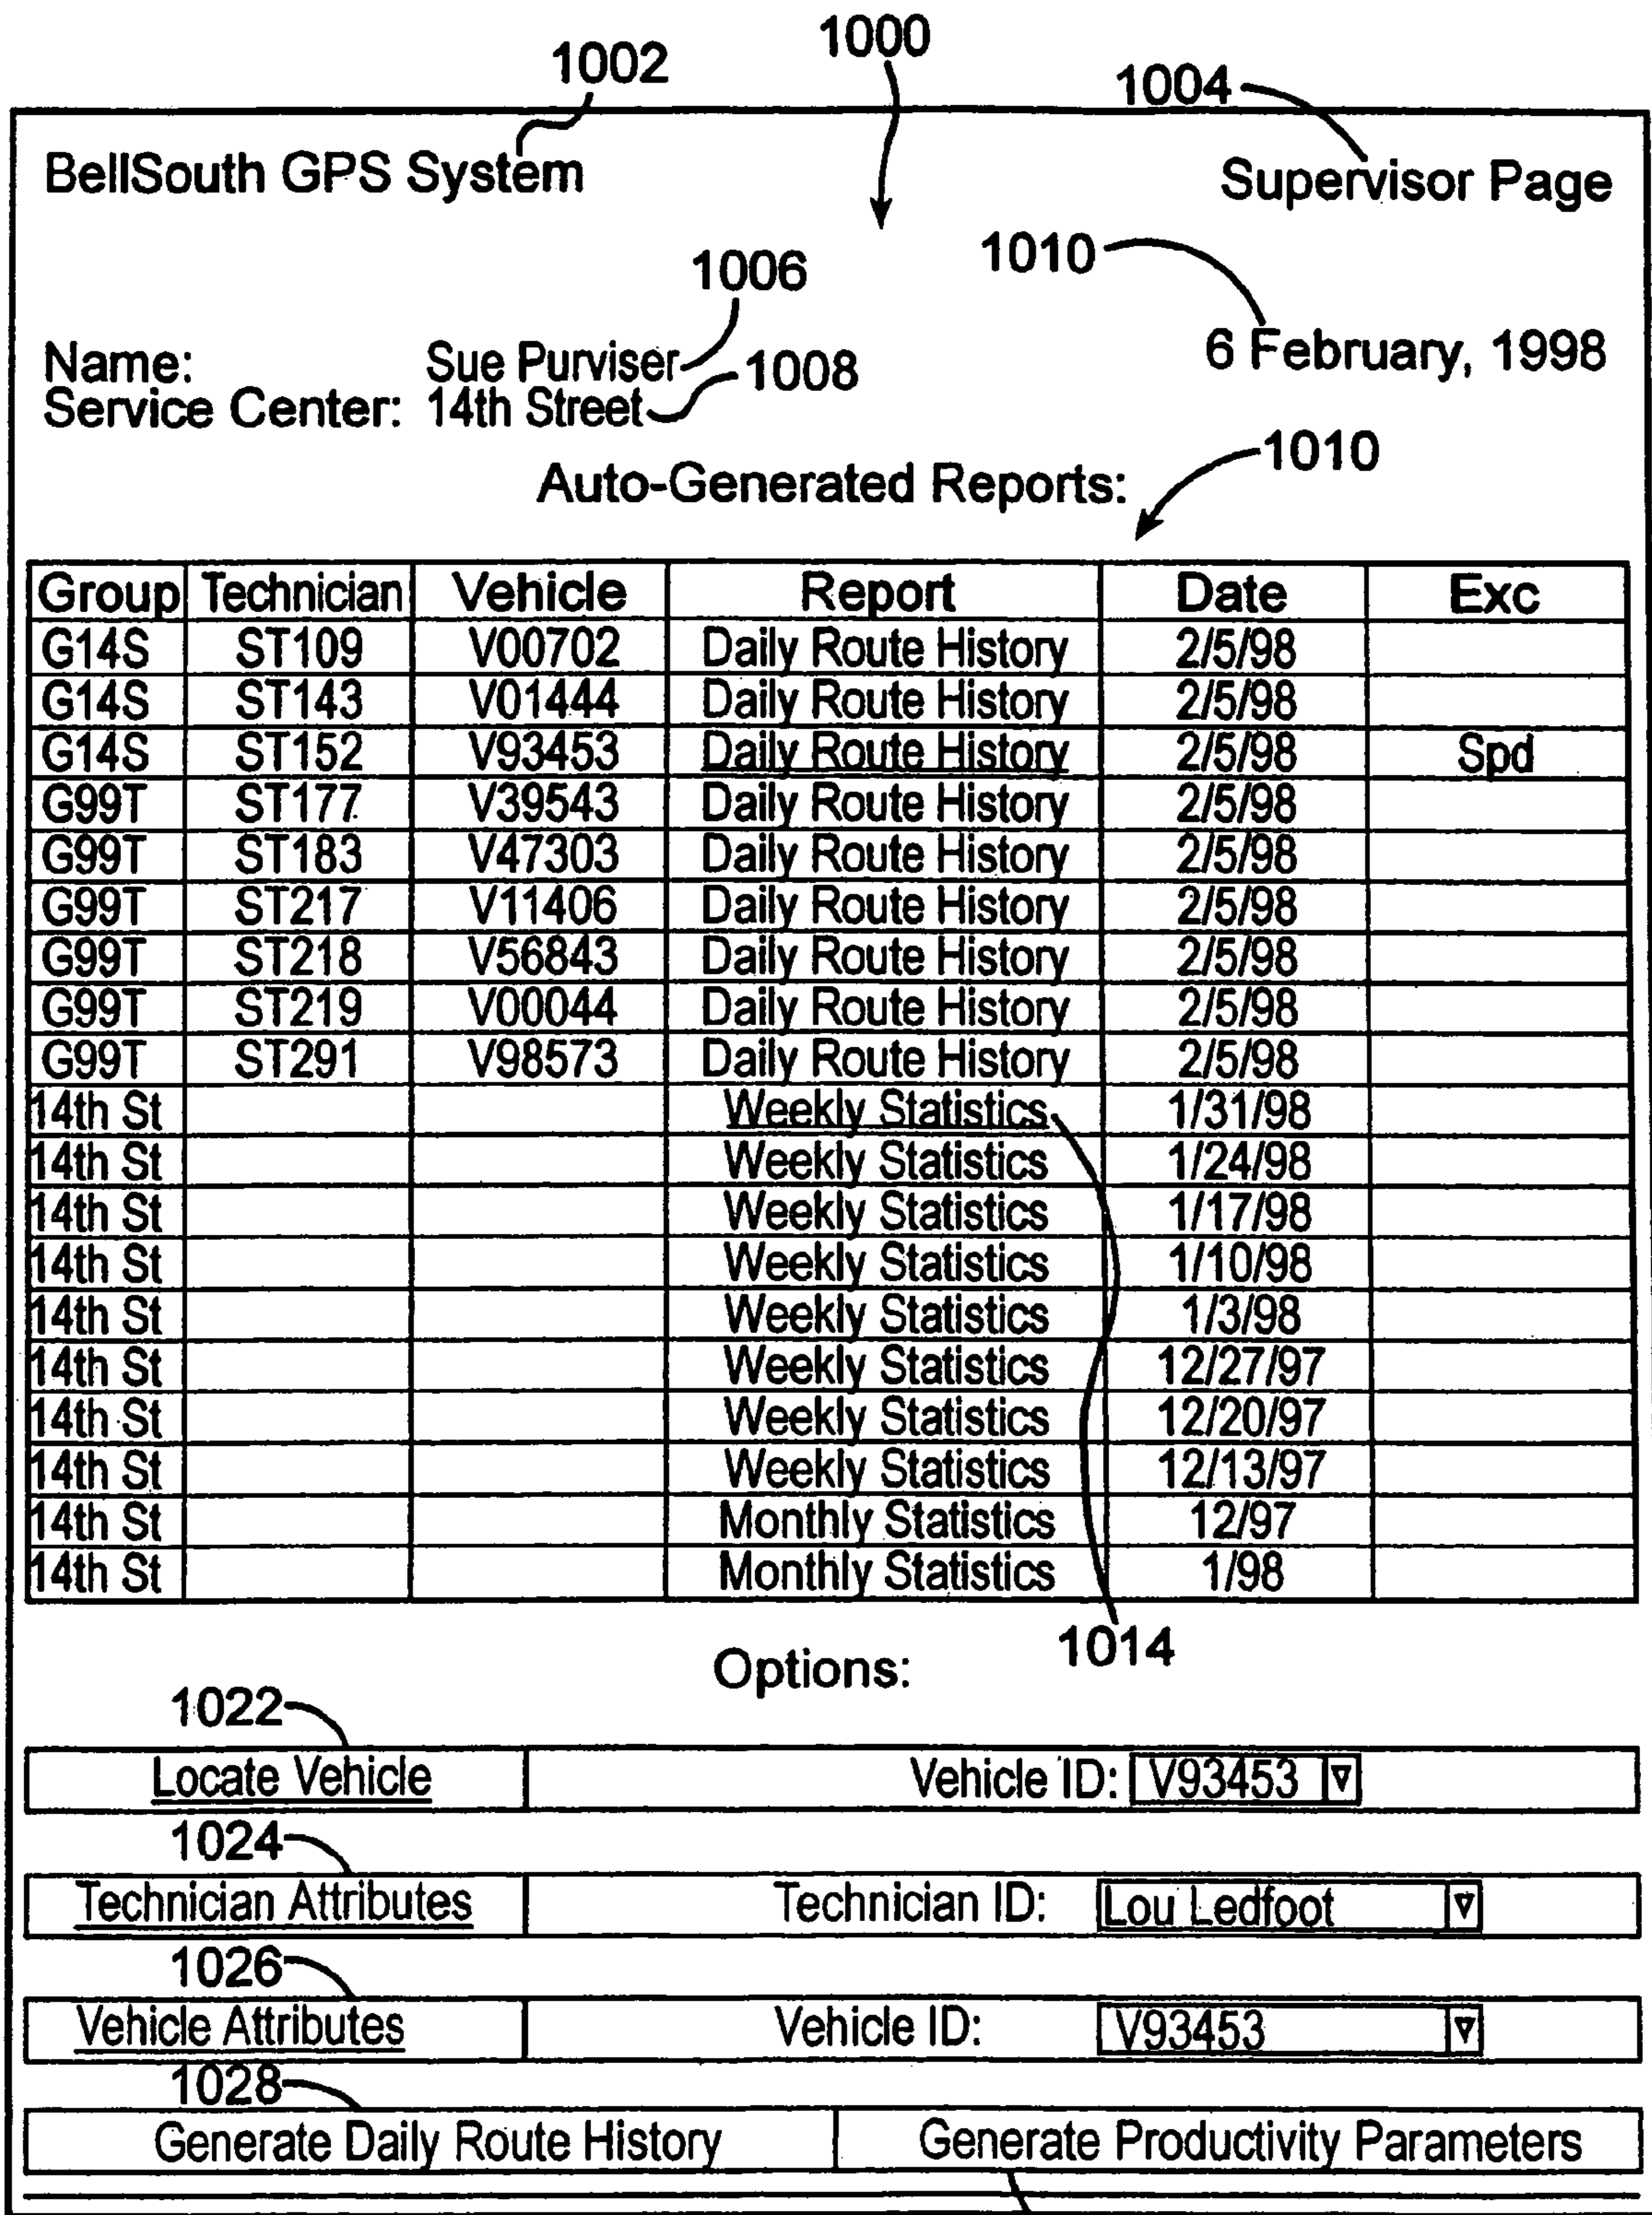 1000
1002
1004
BellSouth GPS System Supervisor Page
1010
1006
6 February, 1998
Name: Sue Purviser
1008
Service Center: 14th Street
1010
Auto-Generated Reports:
Group Technician Vehicle Report Date Exc
G14S ST109 V00702 Daily Route History 2/5/98
G14S ST143 V01444 Daily Route History 2/5/98
G14S ST152 V93453 Daily Route History 2/5/98 Spd
G99T ST177 V39543 Daily Route History 2/5/98
G99T ST183 V47303 Daily Route History 2/5/98
G99T ST217 V11406 Daily Route History 2/5/98
G99T ST218 V56843 Daily Route History 2/5/98
G99T ST219 V00044 Daily Route History 2/5/98
G99T ST291 V98573 Daily Route History 2/5/98
14th St Weekly Statistics 1/31/98
14th St Weekly Statistics 1/24/98
14th St Weekly Statistics 1/17/98
14th St Weekly Statistics 1/10/98
14th St Weekly Statistics 1/3/98
14th St Weekly Statistics 12/27/97
14th St Weekly Statistics 12/20/97
14th St Weekly Statistics 12/13/97
14th St Monthly Statistics 12/97
14th St Monthly Statistics 1/98
1014
Options:
1022
Locate Vehicle Vehicle ID: V93453
1024
Technician Attributes Technician ID: Lou Ledfoot
1026
Vehicle Attributes Vehicle ID: V93453
1028
Generate Daily Route History Generate Productivity Parameters